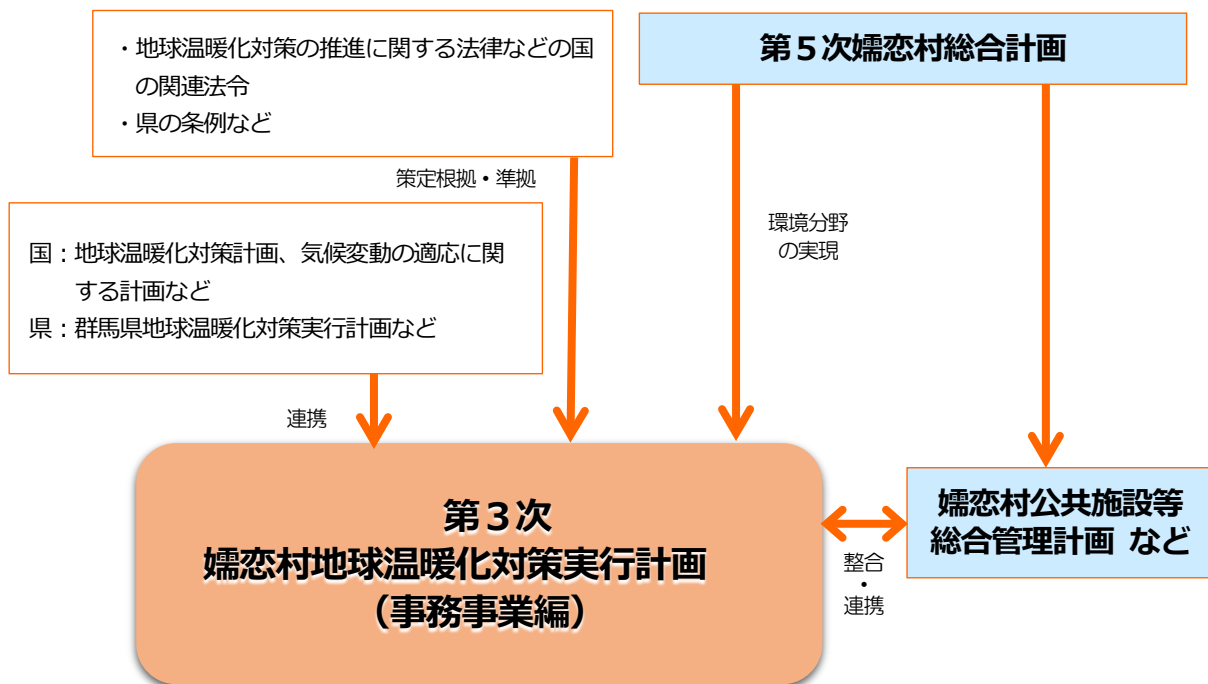 ・地球温暖化対策の推進に関する法律などの国
の関連法令
・県の条例など
第５次嬬恋村総合計画
策定根拠・準拠
国：地球温暖化対策計画、気候変動の適応に関
する計画など
県：群馬県地球温暖化対策実行計画など
環境分野
の実現
連携
第３次
嬬恋村地球温暖化対策実行計画
（事務事業編）
整合
・
連携
嬬恋村公共施設等
総合管理計画 など